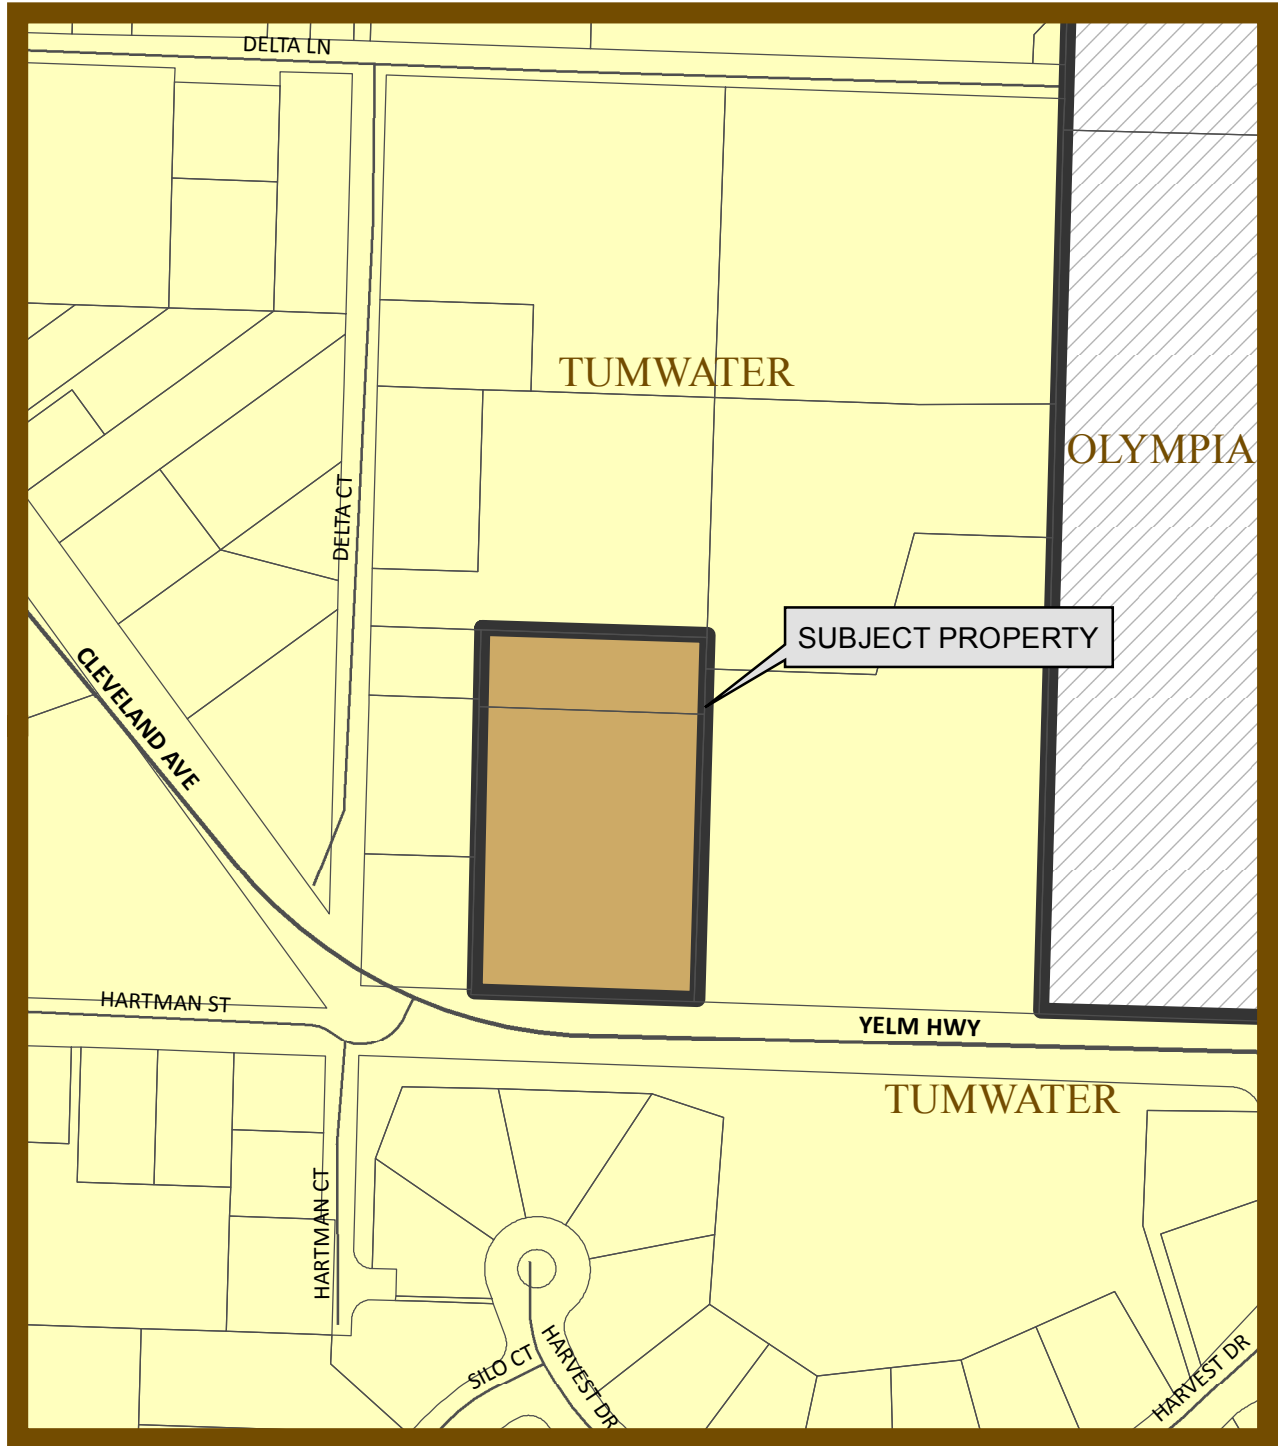 DELTA LN
TUMWATER
OLYMPIA
DELTA CT
SUBJECT PROPERTY
CLEVELAND AVE
HARTMAN ST
YELM HWY
TUMWATER
HARTMAN CT
SILO CT
HARVEST DR
HARVEST DR